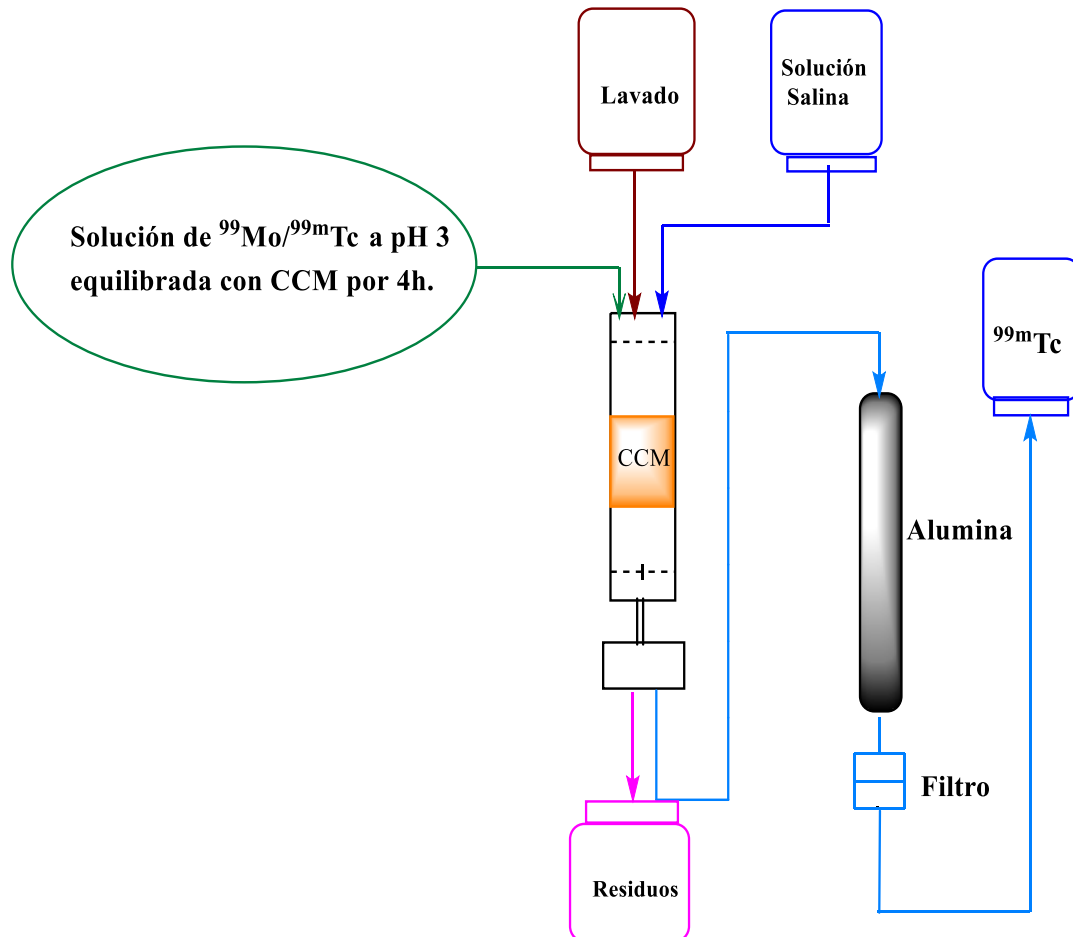 Lavado
Solución
Salina
Solución de ⁹⁹Mo/⁹⁹ᵐTc a pH 3
equilibrada con CCM por 4h.
⁹⁹ᵐTc
CCM
Alumina
Filtro
Residuos